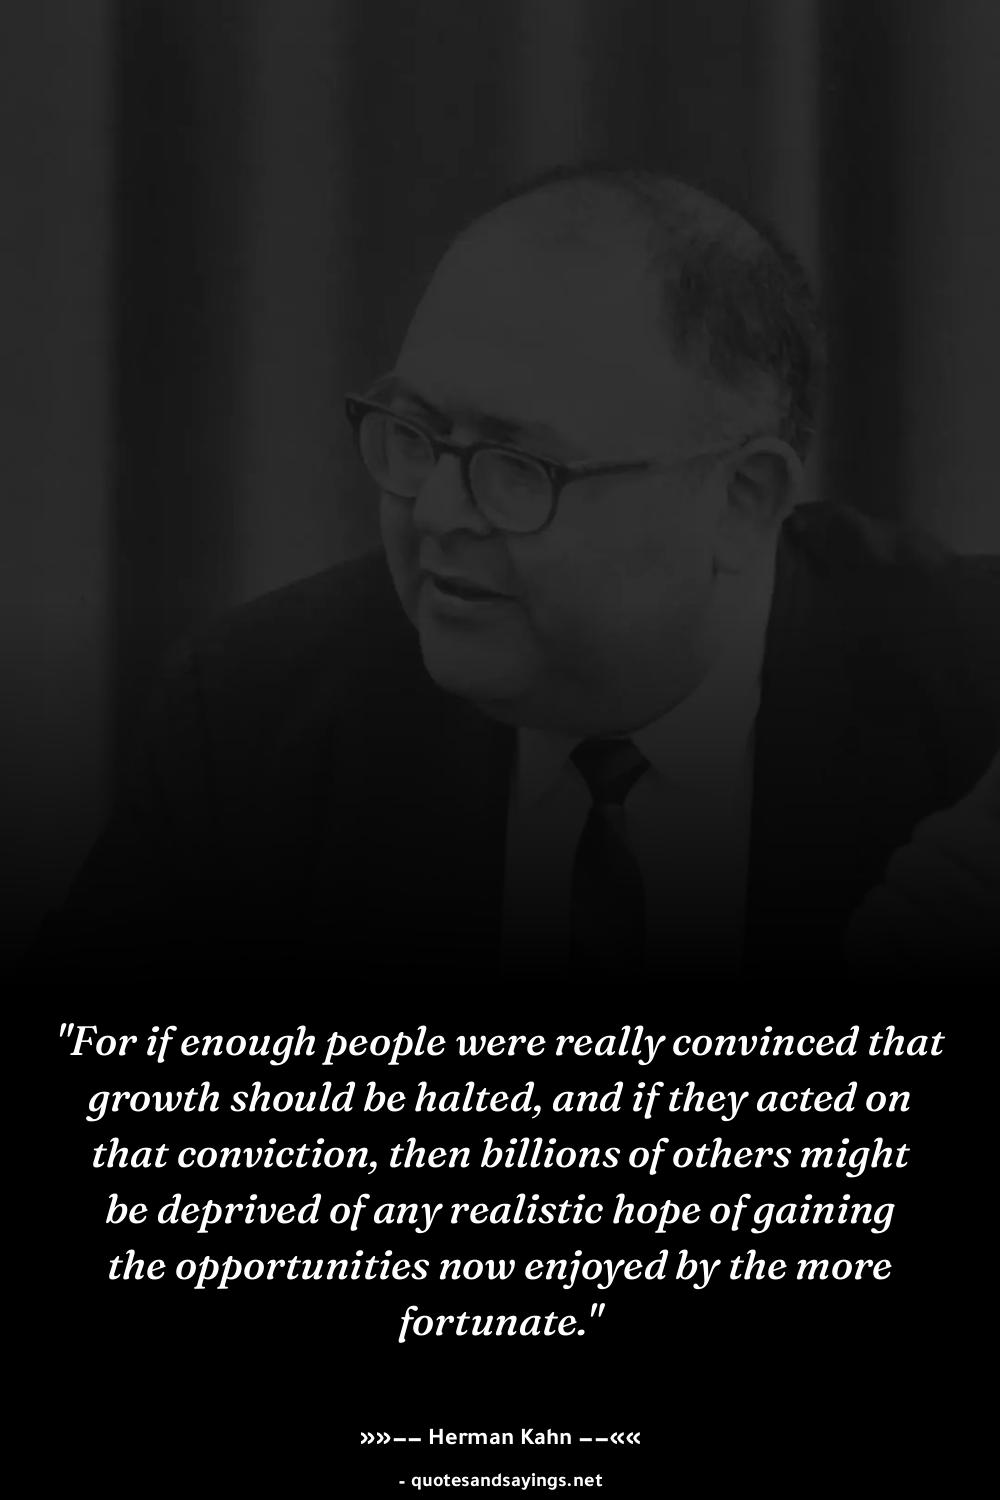 "For if enough people were really convinced that
growth should be halted, and if they acted on
that conviction, then billions of others might
be deprived of any realistic hope of gaining
the opportunities now enjoyed by the more
fortunate."
»»−− Herman Kahn −−««
- quotesandsayings.net